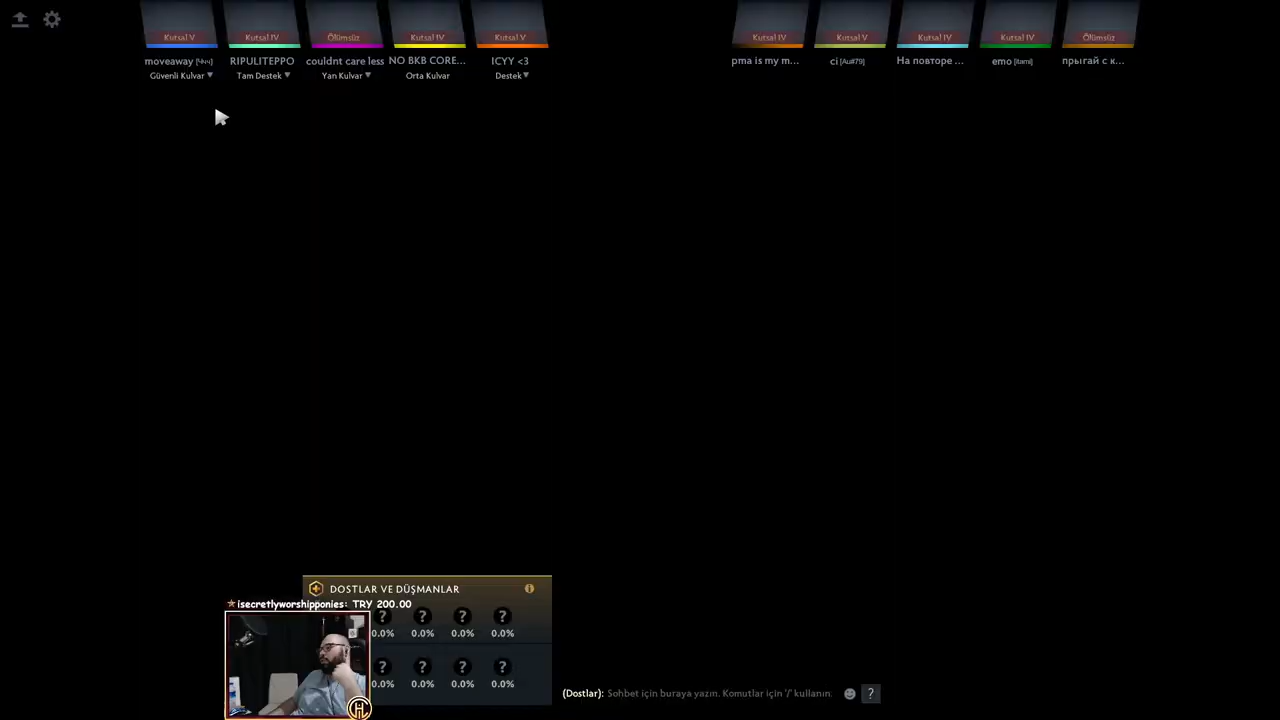 Kutsal V
Kutsal IV
Ölümsüz
Kutsal IV
Kutsal V
Kutsal IV
Kutsal V
Kutsal IV
Kutsal IV
Ölümsüz
moveaway
RIPULITEPPO
couldnt care less
NO BKB CORE...
ICYY <3
pma is my m...
ci [Au#79]
На повторе ...
emo
прыгай с к...
Güvenli Kulvar
Tam Destek
Yan Kulvar
Orta Kulvar
Destek
DOSTLAR VE DÜŞMANLAR
isecretlyworshipponies: TRY 200.00
? ? ? ?
0.0% 0.0% 0.0% 0.0%
? ? ? ?
0.0% 0.0% 0.0% 0.0%
(Dostlar): Sohbet için buraya yazın. Komutlar için '/' kullanın.
?